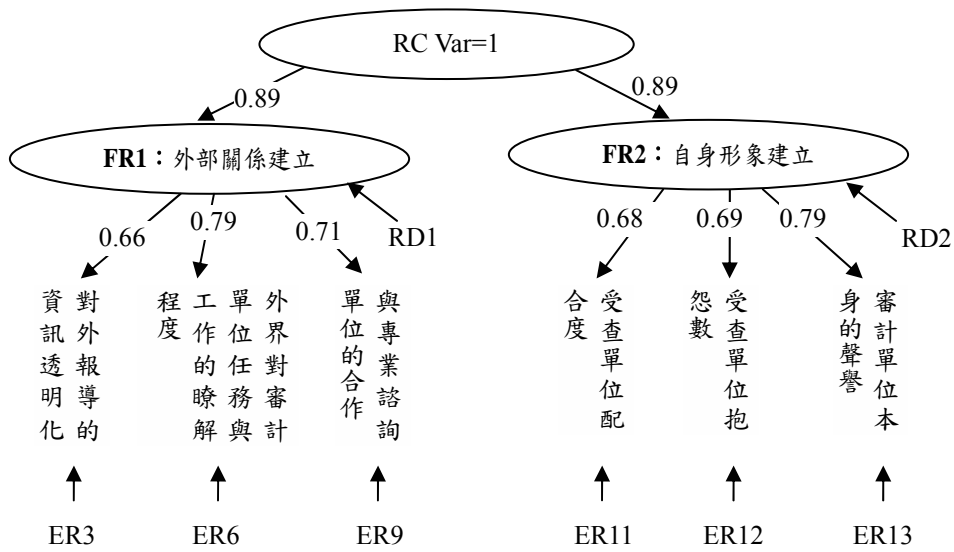 RC Var=1
0.89
0.89
FR1：外部關係建立
FR2：自身形象建立
0.66
0.79
0.71
RD1
0.68
0.69
0.79
RD2
對外報導的
資訊透明化
外界對審計
單位任務與
工作的瞭解
程度
與專業諮詢
單位的合作
受查單位配
合度
受查單位抱
怨數
審計單位本
身的聲譽
ER3
ER6
ER9
ER11
ER12
ER13